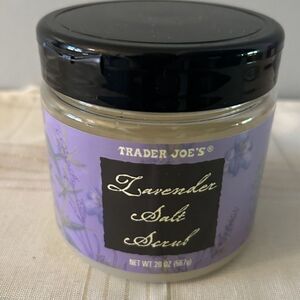 TRADER JOE'S®
Lavender
Salt
Scrub
NET WT 20 OZ (567g)